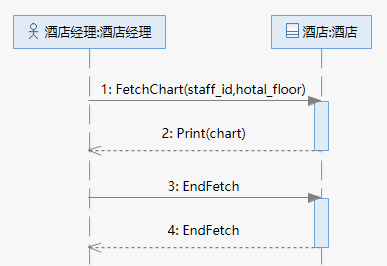 酒店经理:酒店经理
酒店:酒店
1: FetchChart(staff_id,hotal_floor)
2: Print(chart)
3: EndFetch
4: EndFetch